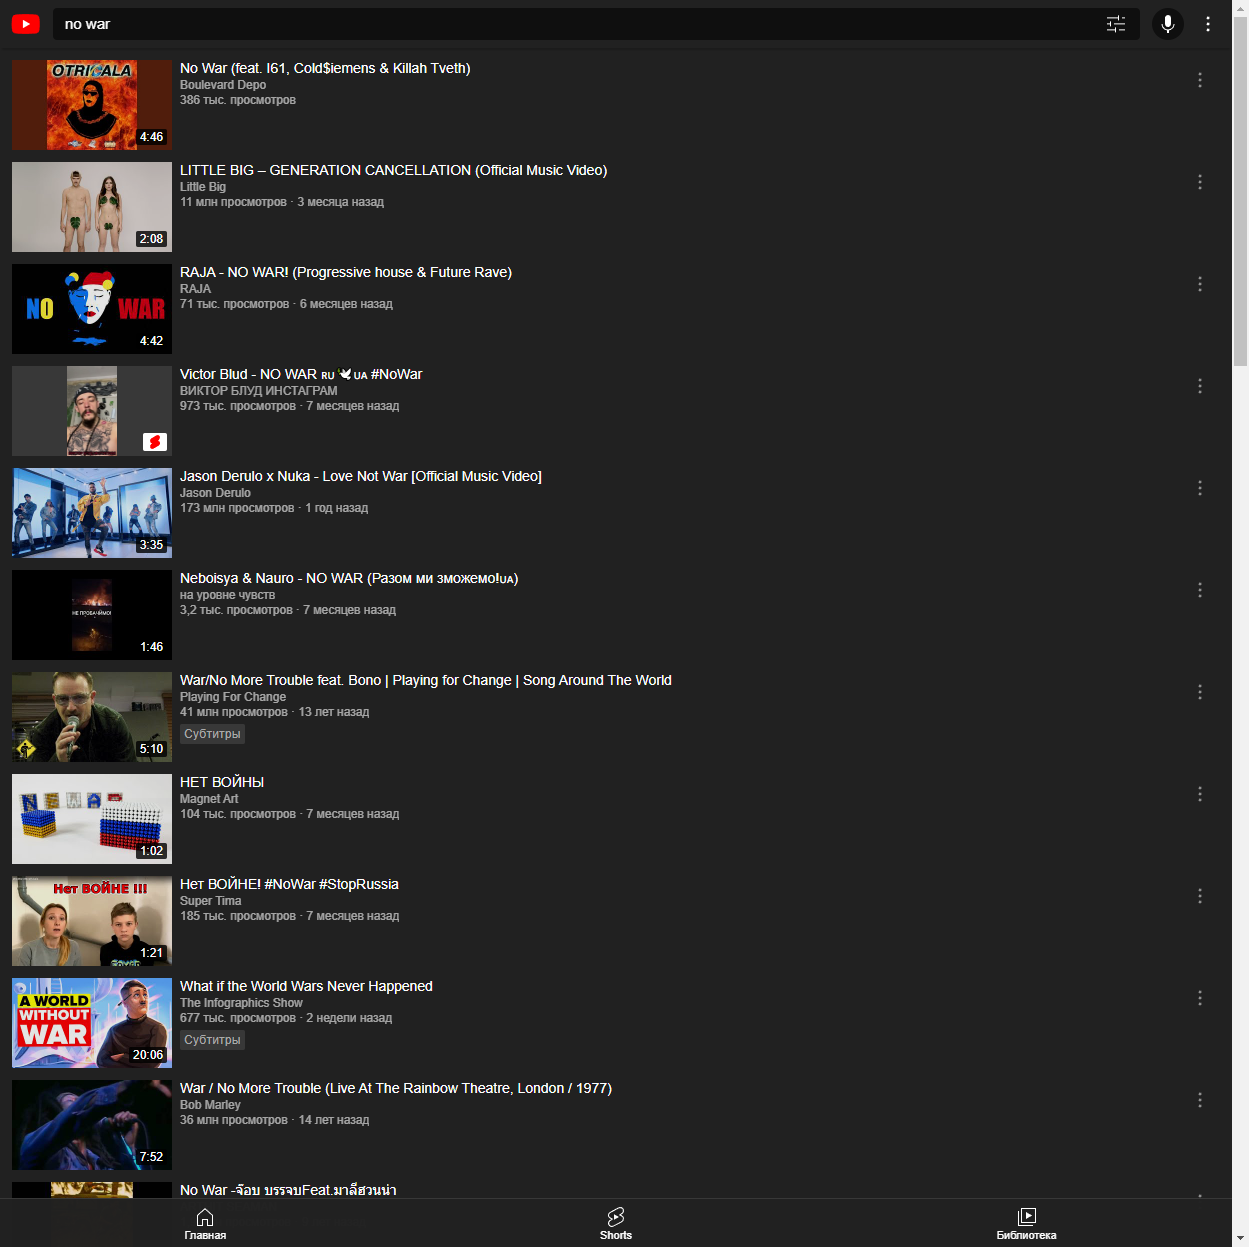 no war
OTRICALA
4:46
No War (feat. I61, Cold$iemens & Killah Tveth)
Boulevard Depo
386 тыс. просмотров
2:08
LITTLE BIG – GENERATION CANCELLATION (Official Music Video)
Little Big
11 млн просмотров · 3 месяца назад
NO WAR
4:42
RAJA - NO WAR! (Progressive house & Future Rave)
RAJA
71 тыс. просмотров · 6 месяцев назад
Victor Blud - NO WAR ʀᴜ 🕊 ᴜᴀ #NoWar
ВИКТОР БЛУД ИНСТАГРАМ
973 тыс. просмотров · 7 месяцев назад
3:35
Jason Derulo x Nuka - Love Not War [Official Music Video]
Jason Derulo
173 млн просмотров · 1 год назад
НЕ ПРОБАЧИМО!
1:46
Neboisya & Nauro - NO WAR (Разом ми зможемо!ᴜᴀ)
на уровне чувств
3,2 тыс. просмотров · 7 месяцев назад
5:10
War/No More Trouble feat. Bono | Playing for Change | Song Around The World
Playing For Change
41 млн просмотров · 13 лет назад
Субтитры
1:02
НЕТ ВОЙНЫ
Magnet Art
104 тыс. просмотров · 7 месяцев назад
Нет ВОЙНЕ !!!
1:21
Нет ВОЙНЕ! #NoWar #StopRussia
Super Tima
185 тыс. просмотров · 7 месяцев назад
A WORLD
WITHOUT
WAR
20:06
What if the World Wars Never Happened
The Infographics Show
677 тыс. просмотров · 2 недели назад
Субтитры
7:52
War / No More Trouble (Live At The Rainbow Theatre, London / 1977)
Bob Marley
36 млн просмотров · 14 лет назад
No War -จ๊อบ บรรจบFeat.มาลีฮวนน่า
Главная
Shorts
Библиотека